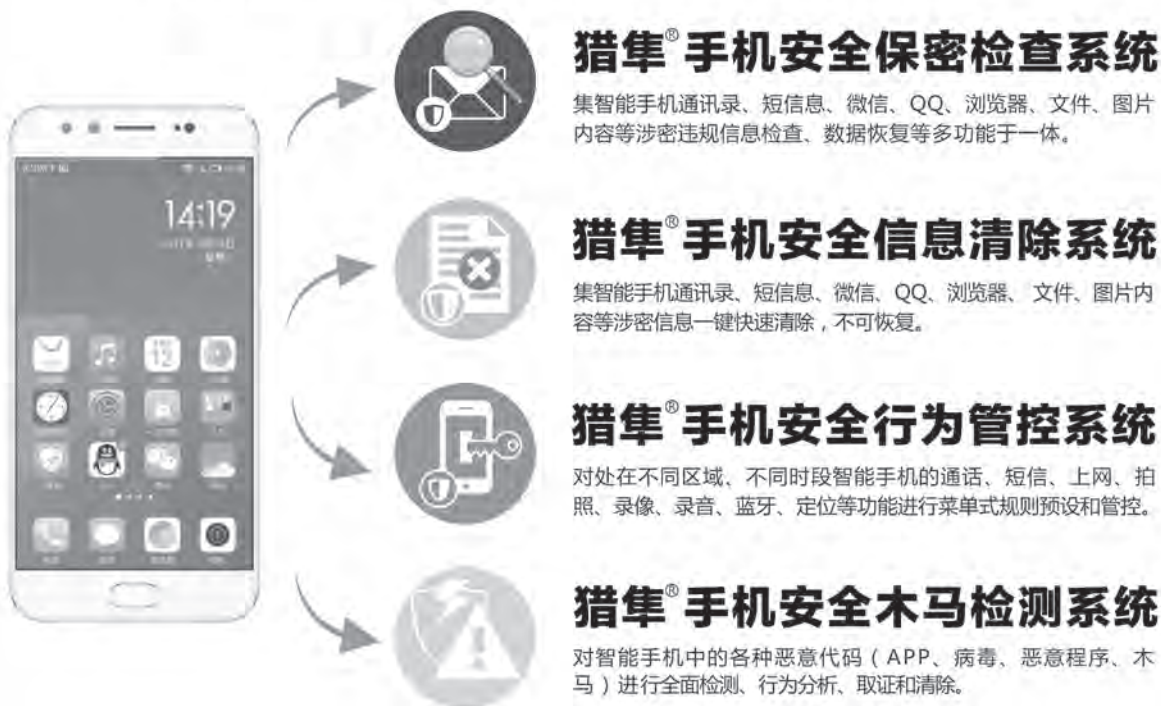 猎隼®手机安全保密检查系统
集智能手机通讯录、短信息、微信、QQ、浏览器、文件、图片
内容等涉密违规信息检查、数据恢复等多功能于一体。
14:19
猎隼®手机安全信息清除系统
集智能手机通讯录、短信息、微信、QQ、浏览器、 文件、图片内
容等涉密信息一键快速清除，不可恢复。
猎隼®手机安全行为管控系统
对处在不同区域、不同时段智能手机的通话、短信、上网、拍
照、录像、录音、蓝牙、定位等功能进行菜单式规则预设和管控。
猎隼®手机安全木马检测系统
对智能手机中的各种恶意代码（APP、病毒、恶意程序、木
马）进行全面检测、行为分析、取证和清除。